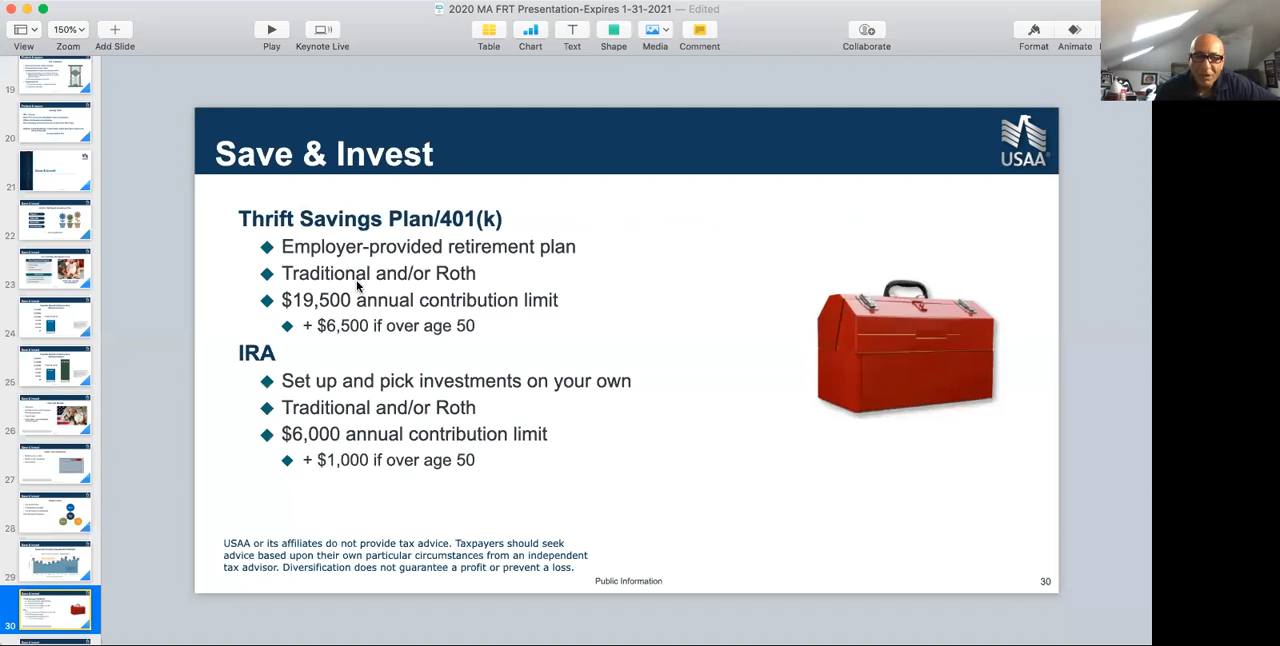 2020 MA FRT Presentation-Expires 1-31-2021 — Edited
150%
View
Zoom
Add Slide
Play
Keynote Live
Table
Chart
Text
Shape
Media
Comment
Collaborate
Format
Animate
19
20
21
22
23
24
25
26
27
28
29
30
Save & Invest
USAA
Thrift Savings Plan/401(k)
Employer-provided retirement plan
Traditional and/or Roth
$19,500 annual contribution limit
+ $6,500 if over age 50
IRA
Set up and pick investments on your own
Traditional and/or Roth
$6,000 annual contribution limit
+ $1,000 if over age 50
USAA or its affiliates do not provide tax advice. Taxpayers should seek
advice based upon their own particular circumstances from an independent
tax advisor. Diversification does not guarantee a profit or prevent a loss.
Public Information
30